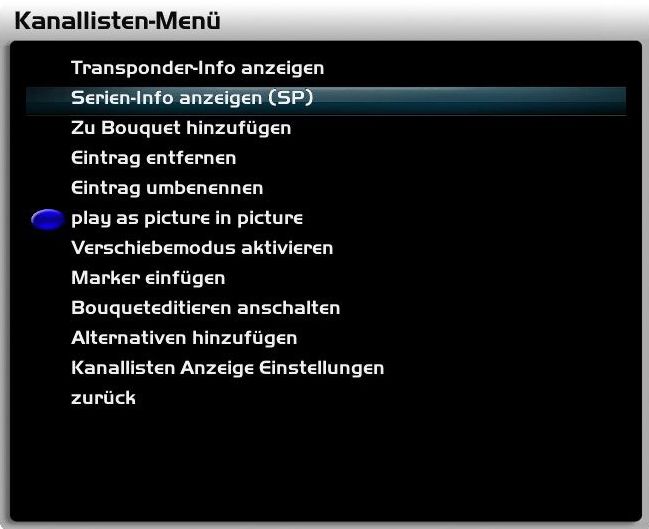 Kanallisten-Menü
Transponder-Info anzeigen
Serien-Info anzeigen (SP)
Zu Bouquet hinzufügen
Eintrag entfernen
Eintrag umbenennen
play as picture in picture
Verschiebemodus aktivieren
Marker einfügen
Bouqueteditieren anschalten
Alternativen hinzufügen
Kanallisten Anzeige Einstellungen
zurück